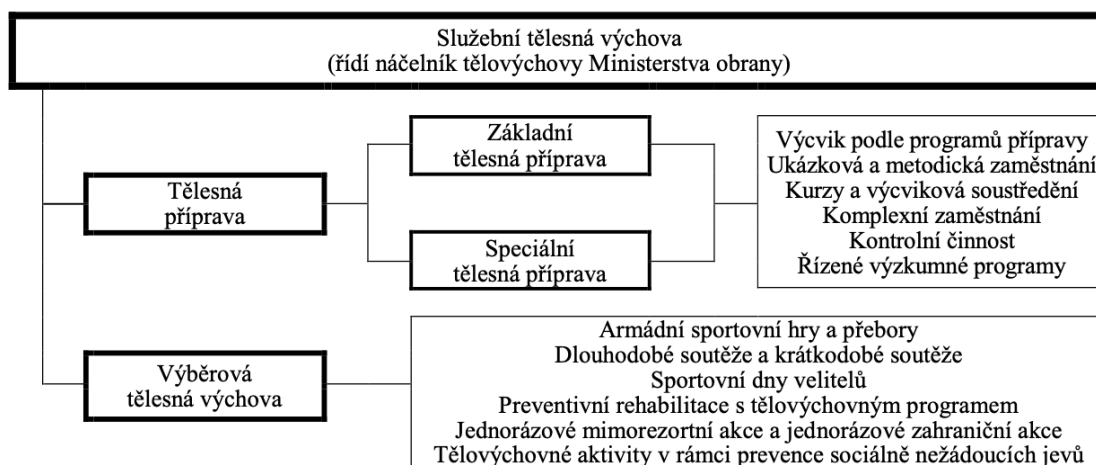 Služební tělesná výchova
(řídí náčelník tělovýchovy Ministerstva obrany)
Tělesná
příprava
Základní
tělesná příprava
Speciální
tělesná příprava
Výcvik podle programů přípravy
Ukázková a metodická zaměstnání
Kurzy a výcviková soustředění
Komplexní zaměstnání
Kontrolní činnost
Řízené výzkumné programy
Výběrová
tělesná výchova
Armádní sportovní hry a přebory
Dlouhodobé soutěže a krátkodobé soutěže
Sportovní dny velitelů
Preventivní rehabilitace s tělovýchovným programem
Jednorázové mimorezortní akce a jednorázové zahraniční akce
Tělovýchovné aktivity v rámci prevence sociálně nežádoucích jevů